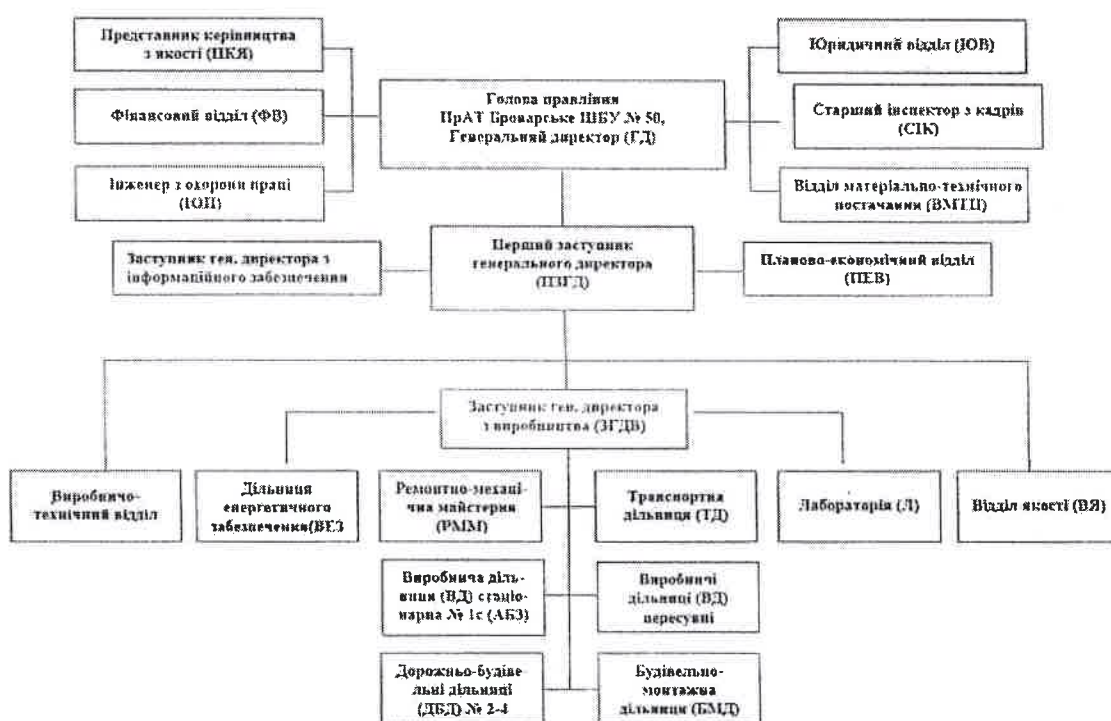 Представник керівництва
з якості (ПКЯ)
Юридичний відділ (ЮВ)
Голова правління
ПрАТ Броварське ШБУ № 50,
Генеральний директор (ГД)
Фінансовий відділ (ФВ)
Старший інспектор з кадрів
(СІК)
Інженер з охорони праці
(ІОП)
Відділ матеріально-технічного
постачання (ВМТП)
Заступник ген. директора з
інформаційного забезпечення
Перший заступник
генерального директора
(ПЗГД)
Планово-економічний відділ
(ПЕВ)
Заступник ген. директора
з виробництва (ЗГДВ)
Виробничо-
технічний відділ
Дільниця
енергетичного
забезпечення(ВЕЗ
Ремонтно-механі-
чна майстерня
(РММ)
Транспортна
дільниця (ТД)
Лабораторія (Л)
Відділ якості (ВЯ)
Виробнича діль-
ниця (ВД) стаціо-
нарна № 1с (АБЗ)
Виробничі
дільниці (ВД)
пересувні
Дорожньо-будіве-
льні дільниці
(ДБД) № 2-4
Будівельно-
монтажна
дільниця (БМД)